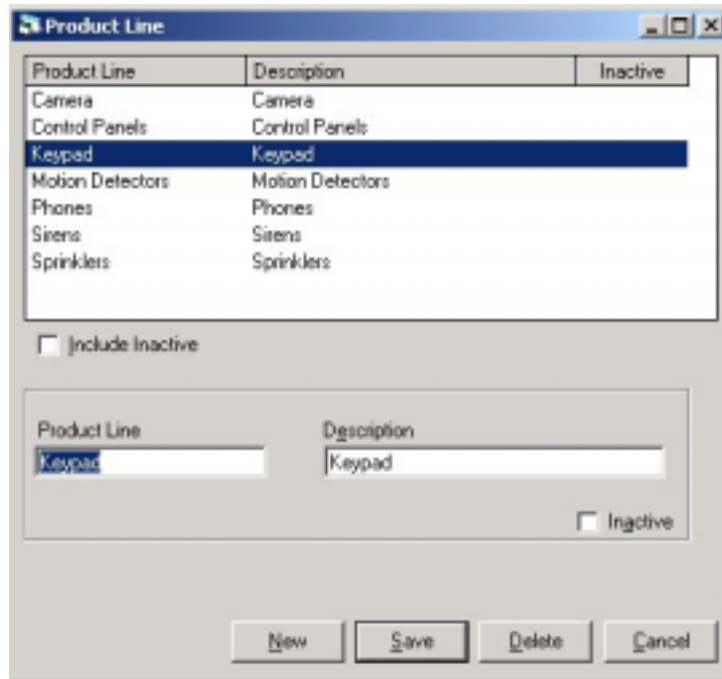 Product Line
Product Line Description Inactive
Camera Camera
Control Panels Control Panels
Keypad Keypad
Motion Detectors Motion Detectors
Phones Phones
Sirens Sirens
Sprinklers Sprinklers
Include Inactive
Product Line Description
Keypad Keypad
Inactive
New Save Delete Cancel